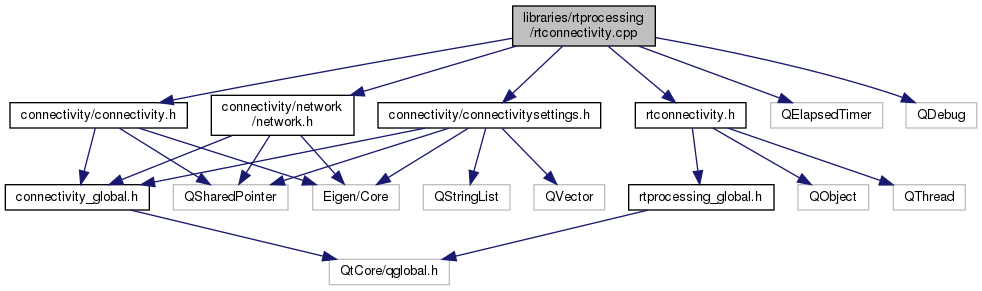 libraries/rtprocessing
/rtconnectivity.cpp
connectivity/connectivity.h
connectivity/network
/network.h
connectivity/connectivitysettings.h
rtconnectivity.h
QElapsedTimer
QDebug
connectivity_global.h
QSharedPointer
Eigen/Core
QStringList
QVector
rtprocessing_global.h
QObject
QThread
QtCore/qglobal.h